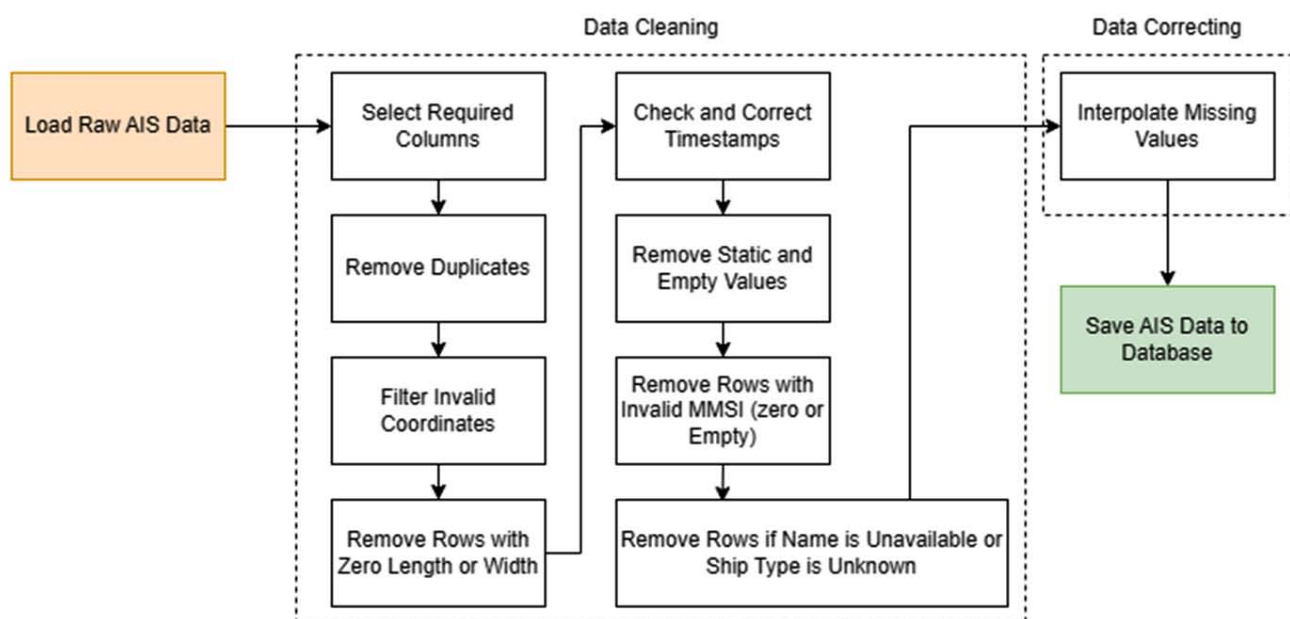 Data Cleaning
Data Correcting
Load Raw AIS Data
Select Required
Columns
Remove Duplicates
Filter Invalid
Coordinates
Remove Rows with
Zero Length or Width
Check and Correct
Timestamps
Remove Static and
Empty Values
Remove Rows with
Invalid MMSI (zero or
Empty)
Remove Rows if Name is Unavailable or
Ship Type is Unknown
Interpolate Missing
Values
Save AIS Data to
Database